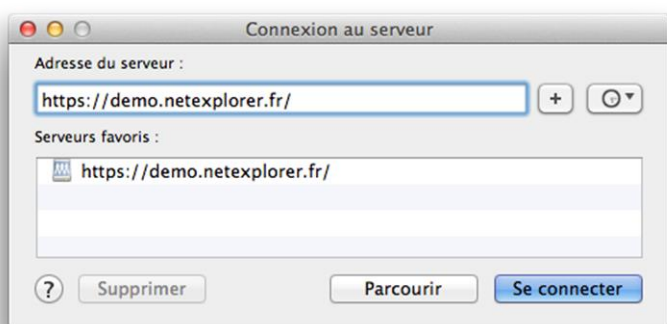 Connexion au serveur
Adresse du serveur :
https://demo.netexplorer.fr/
+
Serveurs favoris :
https://demo.netexplorer.fr/
? Supprimer Parcourir Se connecter